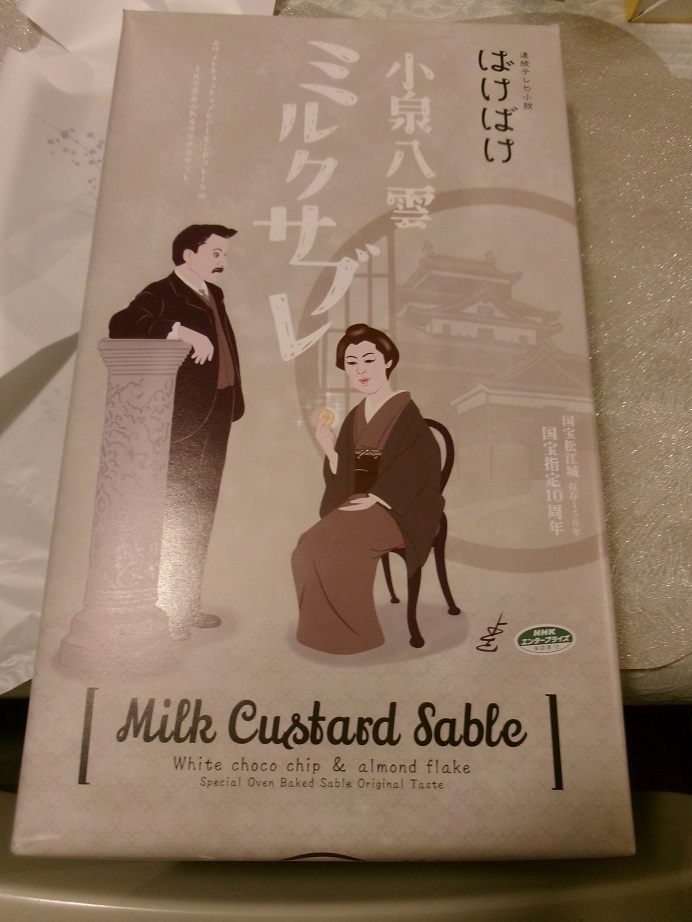 連続テレビ小説
ばけばけ
小泉八雲
ミルクサブレ
国宝松江城
国宝指定10周年
NHK
エンタープライズ
Milk Custard Sable
White choco chip & almond flake
Special Oven Baked Sable Original Taste